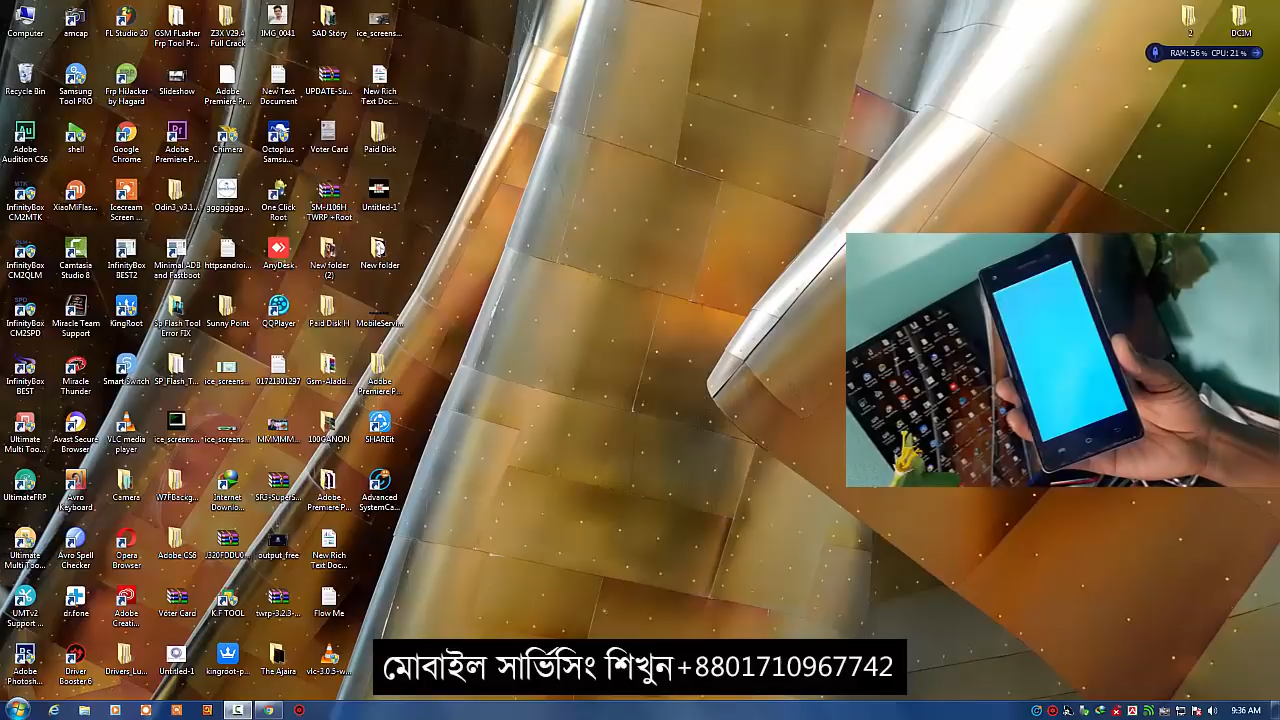 Computer
amcap
FL Studio 20
GSM FLasher Frp Tool Pr...
Z3X V29.4 Full Crack
IMG_0041
SAD Story
ice_screens...
2
DCIM
RAM: 56% CPU: 21%
Recycle Bin
Samsung Tool PRO
Frp HiJacker by Hagard
Slideshow
Adobe Premiere Pr...
New Text Document
UPDATE-Su...
New Rich Text Doc...
Adobe Audition CS6
shell
Google Chrome
Adobe Premiere P...
Chimera
Octoplus Samsu...
Voter Card
Paid Disk
InfinityBox CM2MTK
XiaoMiFlas...
Icecream Screen ...
Odin3_v3.1...
gggggggg...
One Click Root
SM-J106H TWRP +Root
Untitled-1
InfinityBox CM2QLM
Camtasia Studio 8
InfinityBox BEST2
Minimal ADB and Fastboot
httpsandroi...
AnyDesk
New folder (2)
New folder
InfinityBox CM2SPD
Miracle Team Support
KingRoot
Sp Flash Tool Error FIX
Sunny Point
QQPlayer
Paid Disk H
MobileServi...
InfinityBox BEST
Miracle Thunder
Smart Switch
SP_Flash_T...
ice_screens...
01721301297
Gsm-Aladd...
Adobe Premiere P...
Ultimate Multi Too...
Avast Secure Browser
VLC media player
ice_screens...
ice_screens...
MMMMM...
100CANON
SHAREit
UltimateFRP
Avro Keyboard
Camera
W7FBackg...
Internet Downlo...
SR3-SuperS...
Adobe Premiere P...
Advanced SystemCa...
Ultimate Multi Too...
Avro Spell Checker
Opera Browser
Adobe CS6
J320FDDU0...
output_free
New Rich Text Doc...
UMTv2 Support ...
dr.fone
Adobe Creati...
Voter Card
K.F TOOL
twrp-3.2.3-...
Flow Me
Adobe Photosh...
Driver Booster 6
Drivers_Lu...
Untitled-1
kingroot-p...
The Ajaira
vlc-3.0.5-w...
মোবাইল সার্ভিসিং শিখুন+8801710967742
9:36 AM